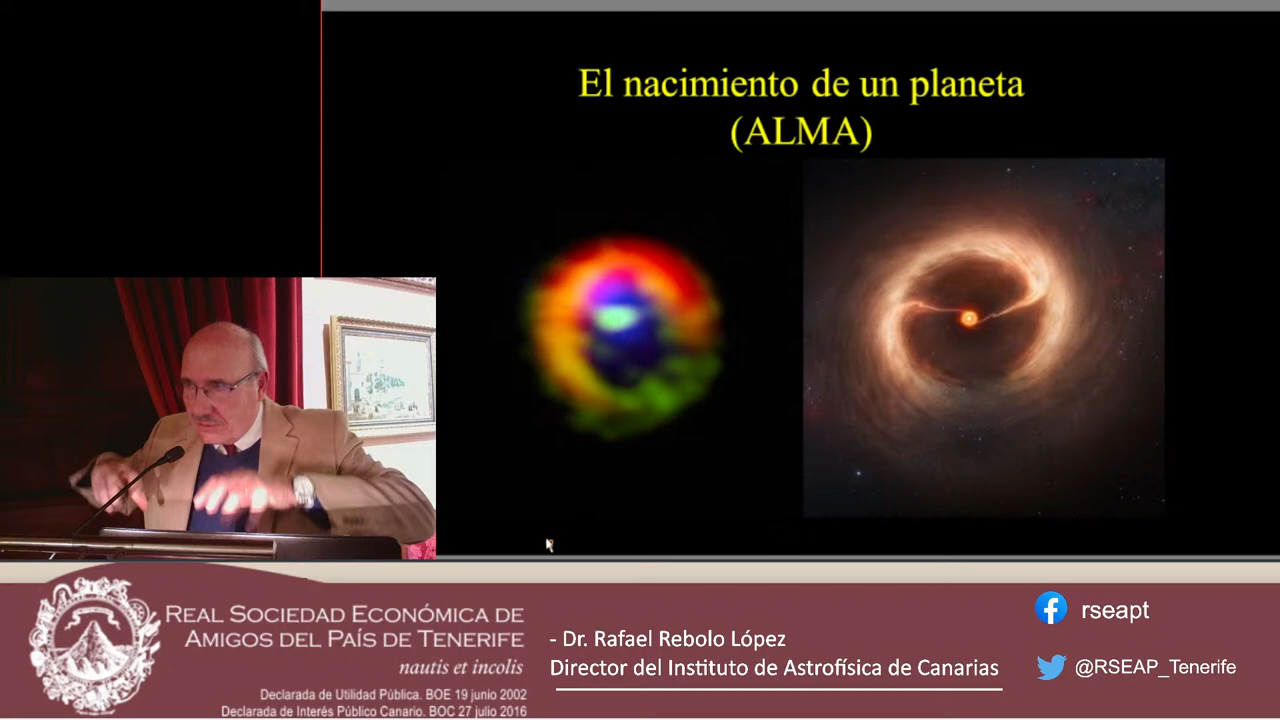 El nacimiento de un planeta
(ALMA)
REAL SOCIEDAD ECONÓMICA DE
AMIGOS DEL PAÍS DE TENERIFE
nautis et incolis
Declarada de Utilidad Pública. BOE 19 junio 2002
Declarada de Interés Público Canario. BOC 27 julio 2016
- Dr. Rafael Rebolo López
Director del Instituto de Astrofísica de Canarias
rseapt
@RSEAP_Tenerife